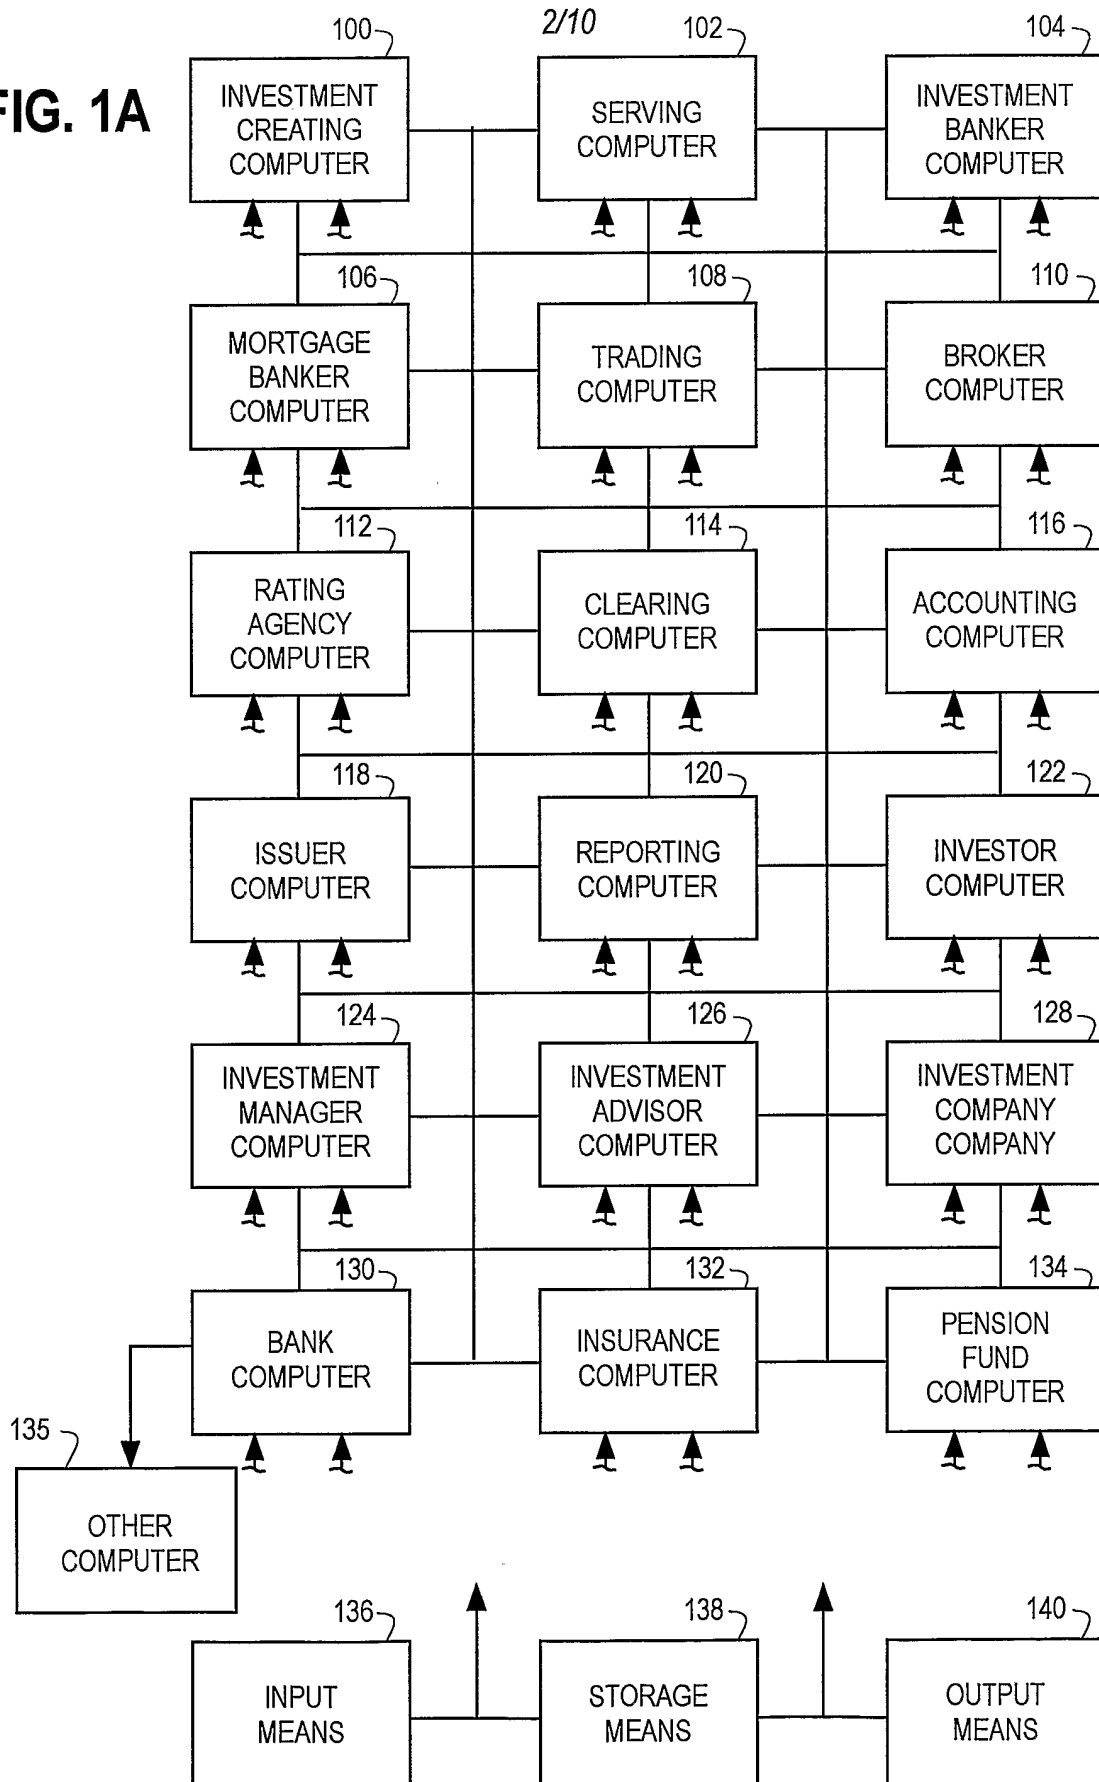 2/10
FIG. 1A
100
102
104
INVESTMENT
CREATING
COMPUTER
SERVING
COMPUTER
INVESTMENT
BANKER
COMPUTER
106
108
110
MORTGAGE
BANKER
COMPUTER
TRADING
COMPUTER
BROKER
COMPUTER
112
114
116
RATING
AGENCY
COMPUTER
CLEARING
COMPUTER
ACCOUNTING
COMPUTER
118
120
122
ISSUER
COMPUTER
REPORTING
COMPUTER
INVESTOR
COMPUTER
124
126
128
INVESTMENT
MANAGER
COMPUTER
INVESTMENT
ADVISOR
COMPUTER
INVESTMENT
COMPANY
COMPANY
130
132
134
BANK
COMPUTER
INSURANCE
COMPUTER
PENSION
FUND
COMPUTER
135
OTHER
COMPUTER
136
138
140
INPUT
MEANS
STORAGE
MEANS
OUTPUT
MEANS